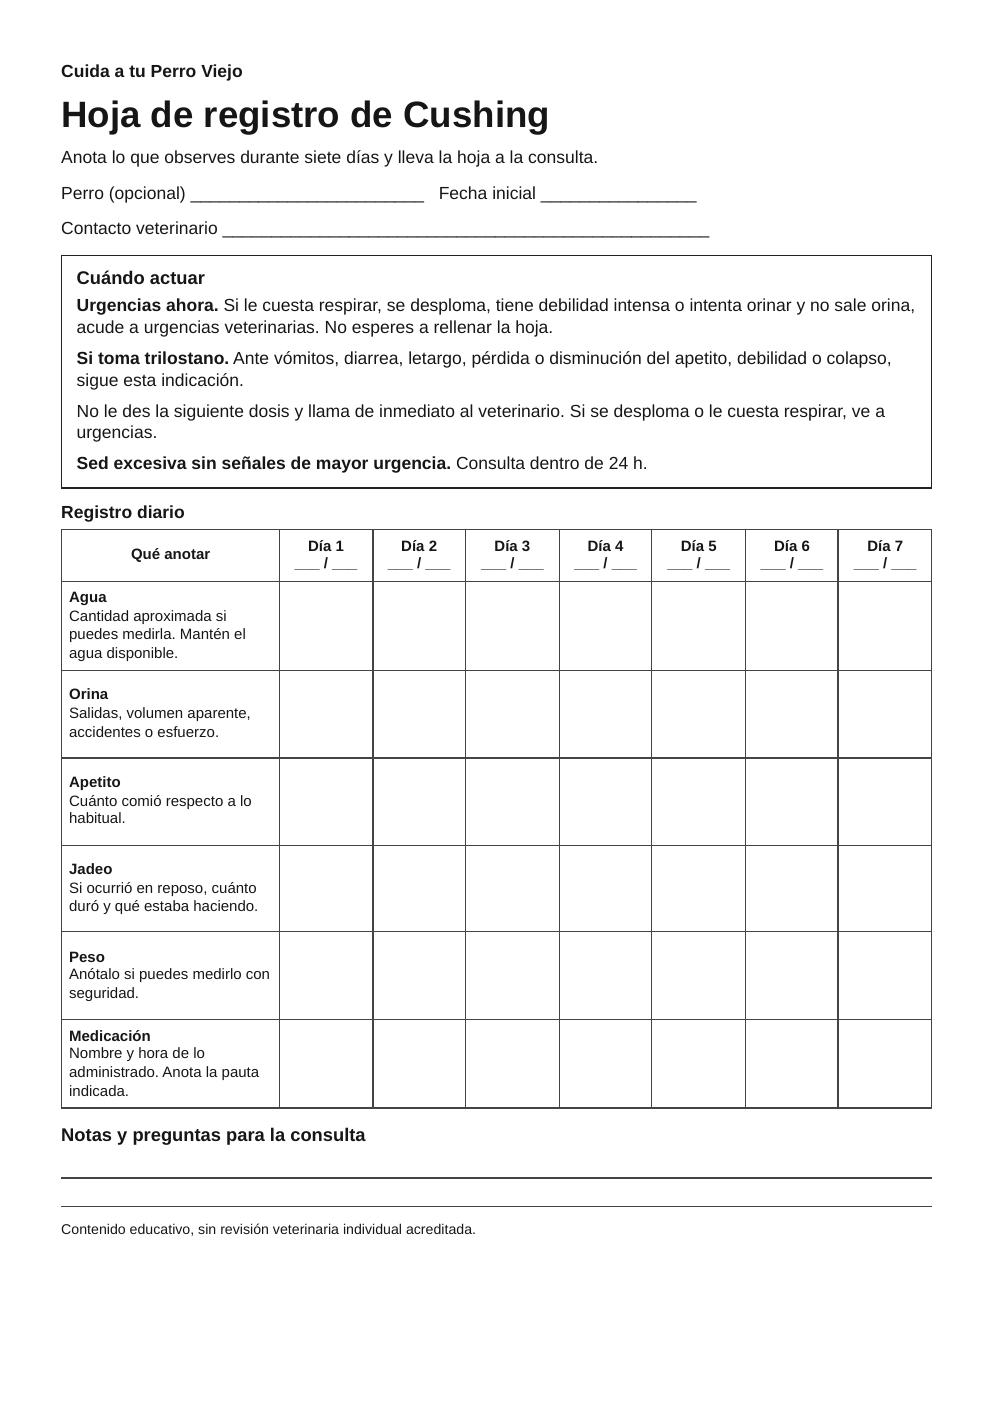 Cuida a tu Perro Viejo
Hoja de registro de Cushing
Anota lo que observes durante siete días y lleva la hoja a la consulta.
Perro (opcional) ________________________ Fecha inicial ________________
Contacto veterinario __________________________________________________
Cuándo actuar
Urgencias ahora. Si le cuesta respirar, se desploma, tiene debilidad intensa o intenta orinar y no sale orina,
acude a urgencias veterinarias. No esperes a rellenar la hoja.
Si toma trilostano. Ante vómitos, diarrea, letargo, pérdida o disminución del apetito, debilidad o colapso,
sigue esta indicación.
No le des la siguiente dosis y llama de inmediato al veterinario. Si se desploma o le cuesta respirar, ve a
urgencias.
Sed excesiva sin señales de mayor urgencia. Consulta dentro de 24 h.
Registro diario
Qué anotar Día 1 Día 2 Día 3 Día 4 Día 5 Día 6 Día 7
___ / ___ ___ / ___ ___ / ___ ___ / ___ ___ / ___ ___ / ___ ___ / ___
Agua
Cantidad aproximada si
puedes medirla. Mantén el
agua disponible.
Orina
Salidas, volumen aparente,
accidentes o esfuerzo.
Apetito
Cuánto comió respecto a lo
habitual.
Jadeo
Si ocurrió en reposo, cuánto
duró y qué estaba haciendo.
Peso
Anótalo si puedes medirlo con
seguridad.
Medicación
Nombre y hora de lo
administrado. Anota la pauta
indicada.
Notas y preguntas para la consulta
Contenido educativo, sin revisión veterinaria individual acreditada.